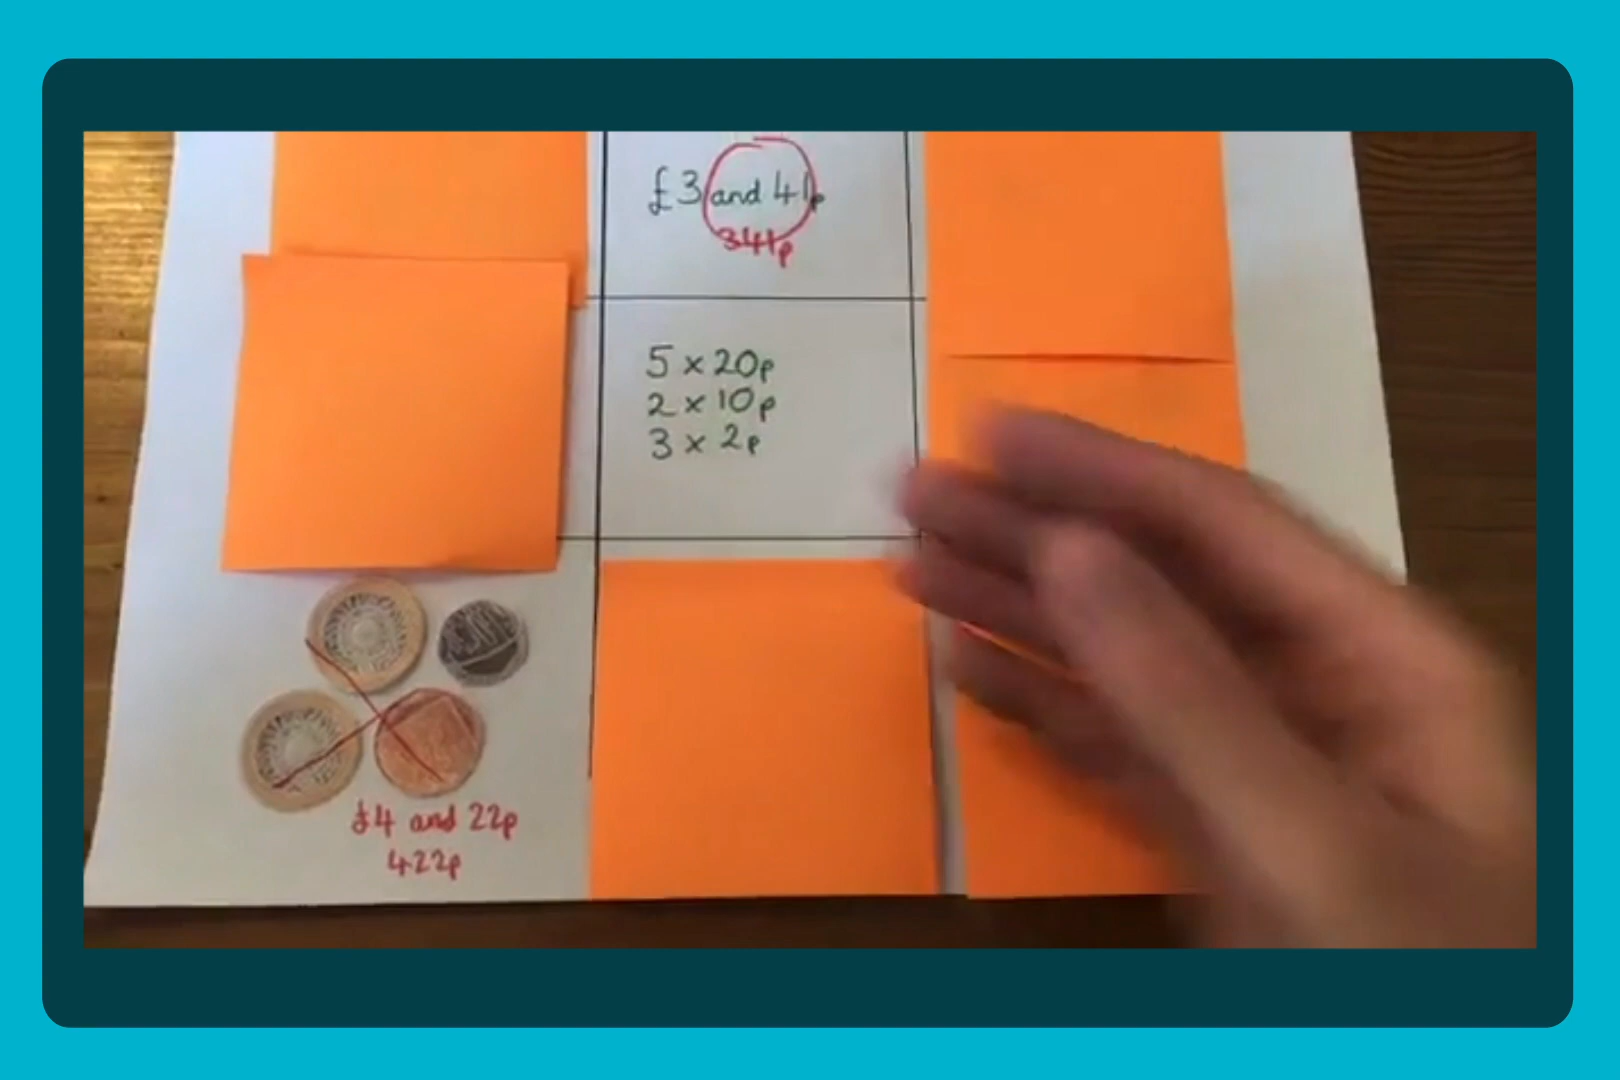 £3 and 41p
341p
5 x 20p
2 x 10p
3 x 2p
£4 and 22p
422p